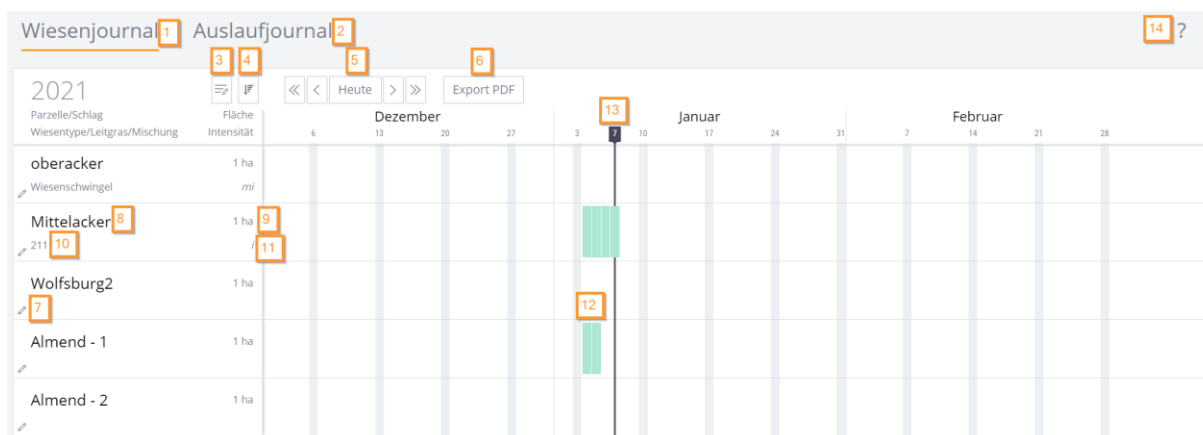 Wiesenjournal 1 Auslaufjournal 2 14 ?
3 4 5 6
2021 Heute Export PDF
Parzelle/Schlag Fläche Dezember 13 Januar Februar
Wiesentype/Leitgras/Mischung Intensität 6 13 20 27 3 7 10 17 24 31 7 14 21 28
oberacker 1 ha
Wiesenschwingel mi
Mittelacker 8 1 ha 9
211 10 i 11
Wolfsburg2 1 ha
7 12
Almend - 1 1 ha
Almend - 2 1 ha